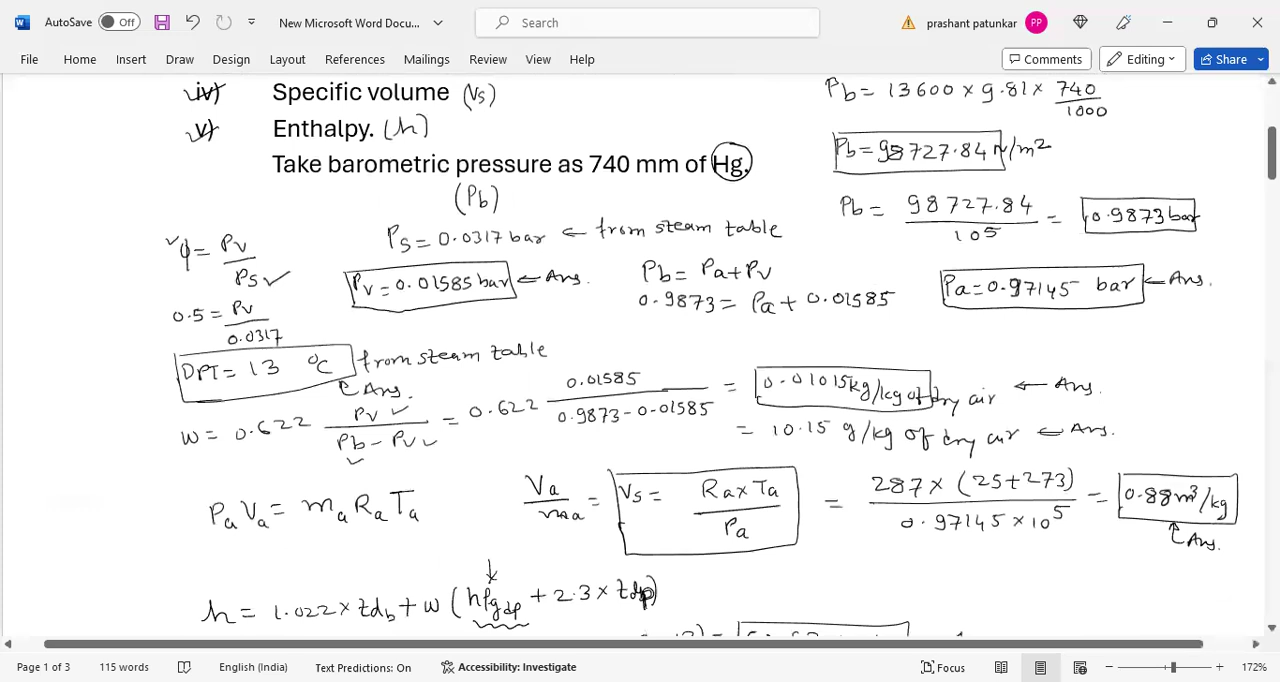 AutoSave Off New Microsoft Word Docu... Search prashant patunkar PP
File Home Insert Draw Design Layout References Mailings Review View Help Comments Editing Share
iv) Specific volume (Vs)
v) Enthalpy. (h)
Take barometric pressure as 740 mm of Hg.
(Pb)
Pb = 13600 × 9.81 × 740/1000
Pb = 98727.84 N/m²
Pb = 98727.84/10⁵ = 0.9873 bar
φ = Pv/Ps
Ps = 0.0317 bar ← from steam table
0.5 = Pv/0.0317
Pv = 0.01585 bar ← Ans.
Pb = Pa + Pv
0.9873 = Pa + 0.01585
Pa = 0.97145 bar ← Ans.
DPT = 13 °C from steam table
Ans.
w = 0.622 Pv/(Pb - Pv) = 0.622 0.01585/(0.9873 - 0.01585) = 0.01015 kg/kg of dry air ← Ans.
= 10.15 g/kg of dry air ← Ans.
PaVa = maRaTa
Va/ma = Vs = Ra × Ta/Pa = 287 × (25+273)/(0.97145 × 10⁵) = 0.88 m³/kg
Ans.
h = 1.022 × tdb + w (hfgdp + 2.3 × tdp)
Page 1 of 3 115 words English (India) Text Predictions: On Accessibility: Investigate Focus 172%